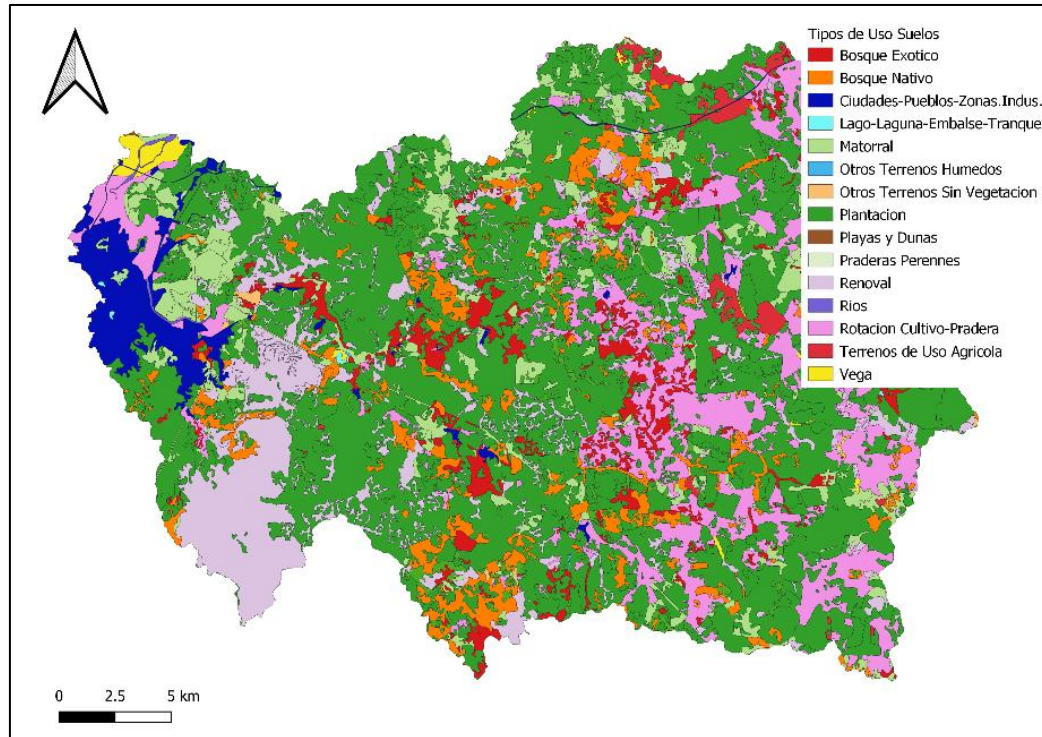 Tipos de Uso Suelos
Bosque Exotico
Bosque Nativo
Ciudades-Pueblos-Zonas.Indus.
Lago-Laguna-Embalse-Tranque
Matorral
Otros Terrenos Humedos
Otros Terrenos Sin Vegetacion
Plantacion
Playas y Dunas
Praderas Perennes
Renoval
Rios
Rotacion Cultivo-Pradera
Terrenos de Uso Agricola
Vega
0 2.5 5 km